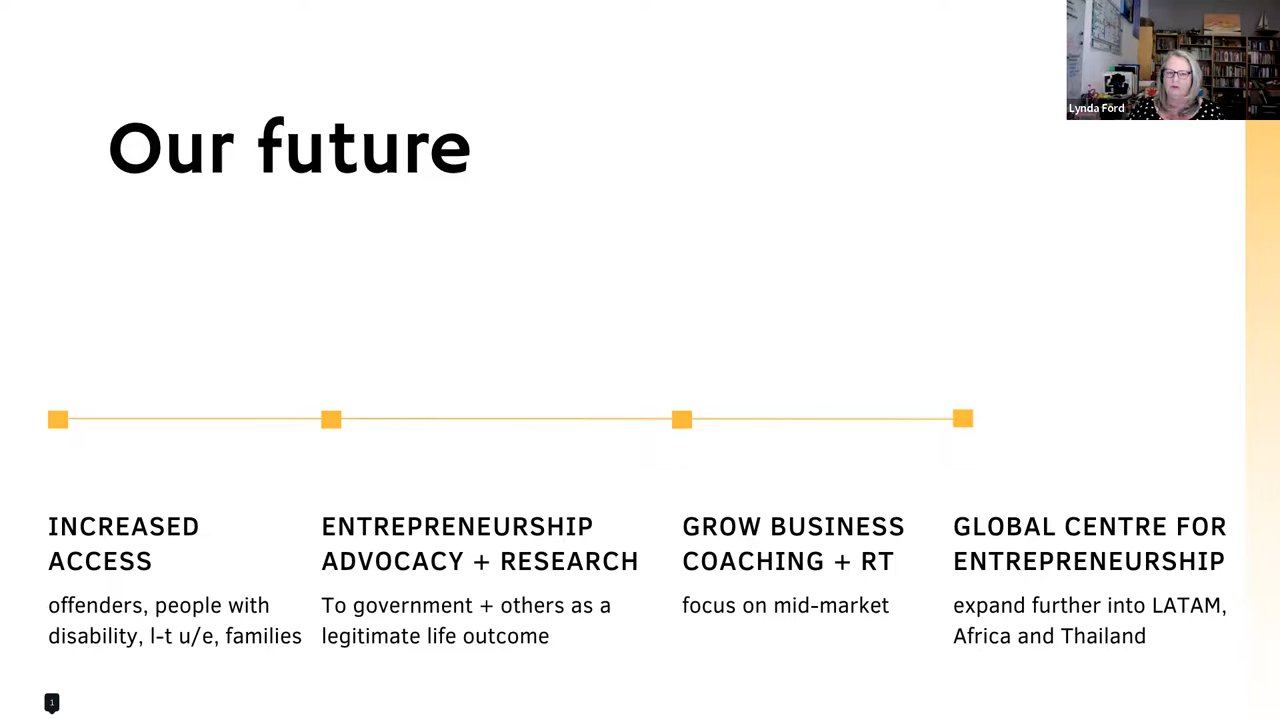 Lynda Ford
Our future
INCREASED
ACCESS
offenders, people with
disability, l-t u/e, families
ENTREPRENEURSHIP
ADVOCACY + RESEARCH
To government + others as a
legitimate life outcome
GROW BUSINESS
COACHING + RT
focus on mid-market
GLOBAL CENTRE FOR
ENTREPRENEURSHIP
expand further into LATAM,
Africa and Thailand
1